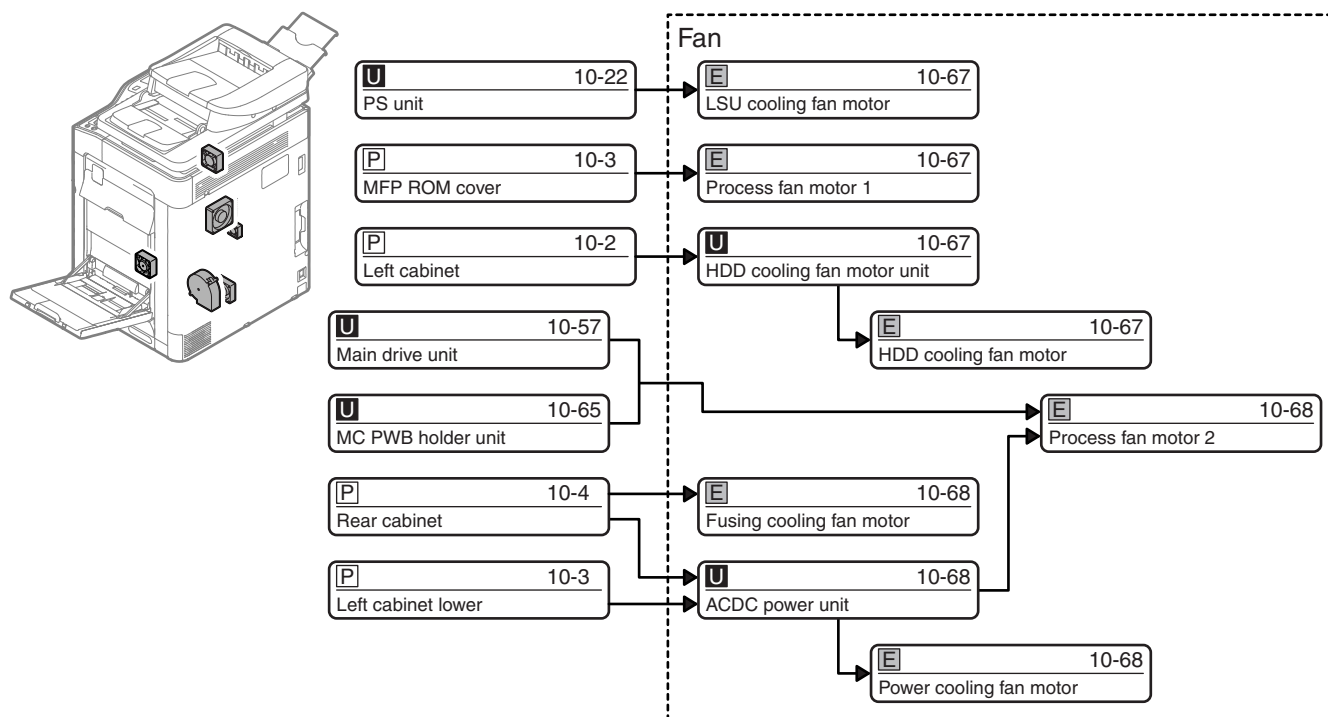 Fan
U 10-22
PS unit
E 10-67
LSU cooling fan motor
P 10-3
MFP ROM cover
E 10-67
Process fan motor 1
P 10-2
Left cabinet
U 10-67
HDD cooling fan motor unit
U 10-57
Main drive unit
E 10-67
HDD cooling fan motor
U 10-65
MC PWB holder unit
E 10-68
Process fan motor 2
P 10-4
Rear cabinet
E 10-68
Fusing cooling fan motor
P 10-3
Left cabinet lower
U 10-68
ACDC power unit
E 10-68
Power cooling fan motor